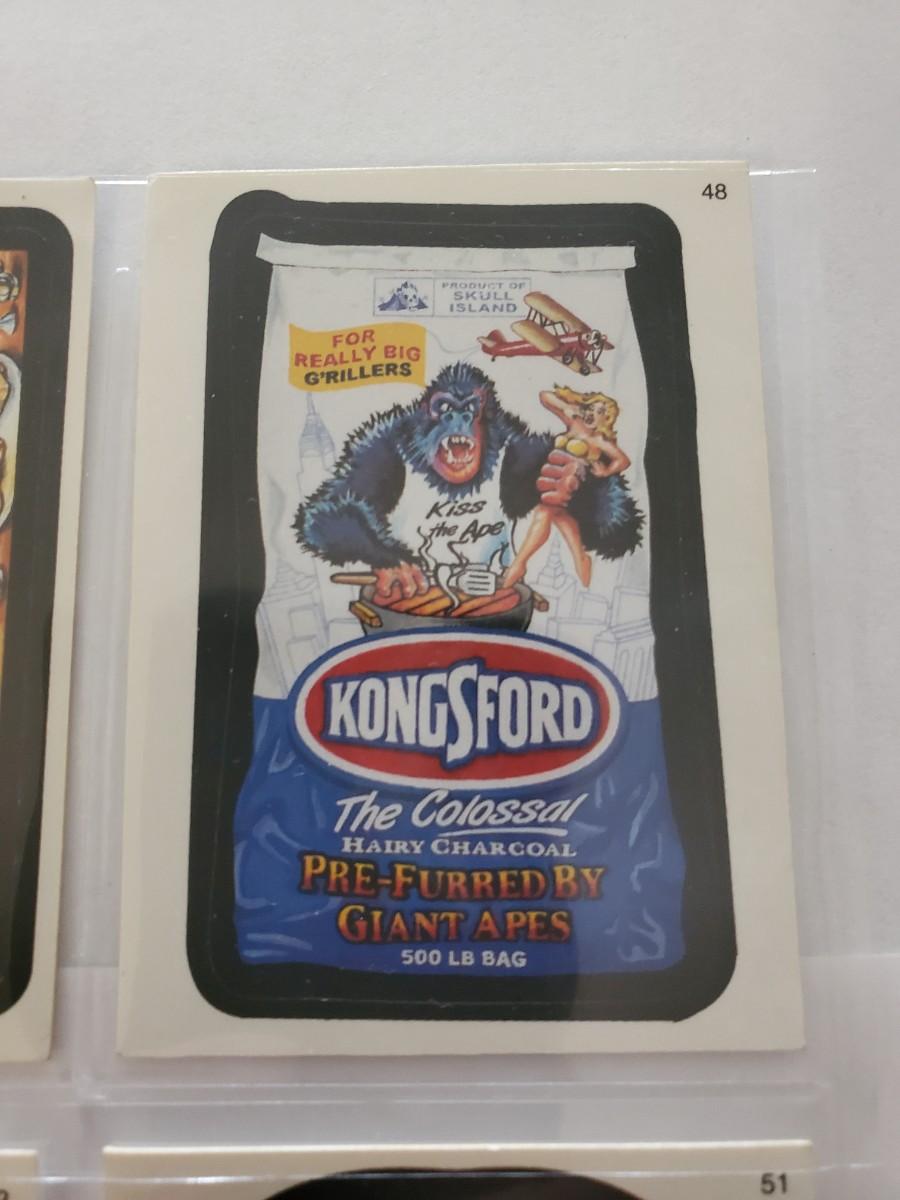 48
PRODUCT OF
SKULL
ISLAND
FOR
REALLY BIG
G'RILLERS
Kiss
the Ape
KONGSFORD
The Colossal
HAIRY CHARCOAL
PRE-FURRED BY
GIANT APES
500 LB BAG
51